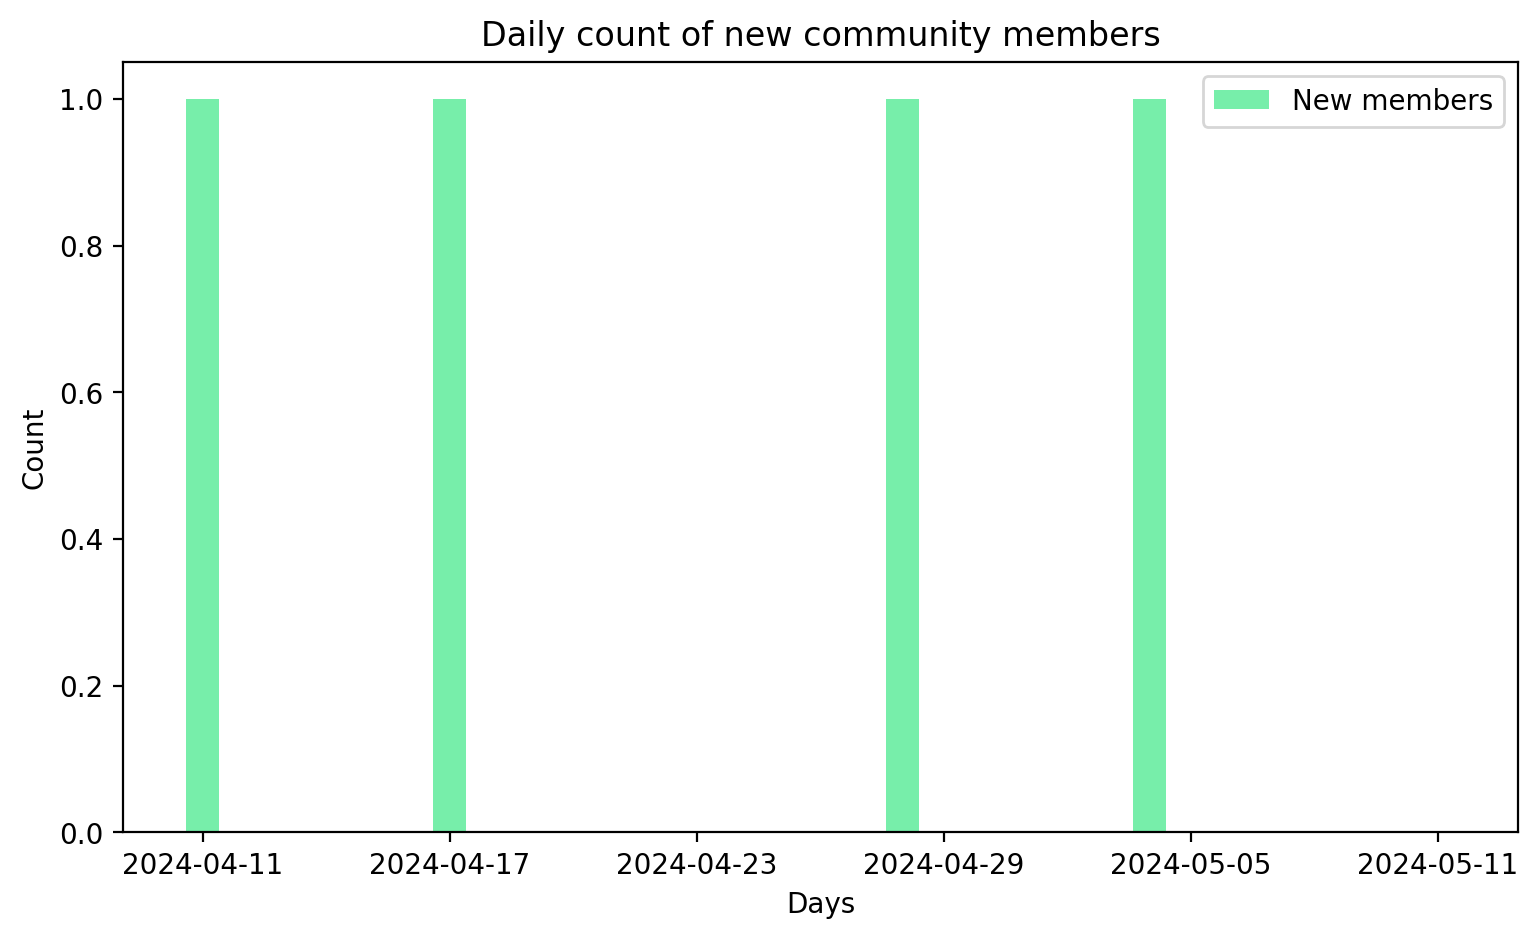 Daily count of new community members
New members
1.0
0.8
0.6
0.4
0.2
0.0
Count
2024-04-11 2024-04-17 2024-04-23 2024-04-29 2024-05-05 2024-05-11
Days